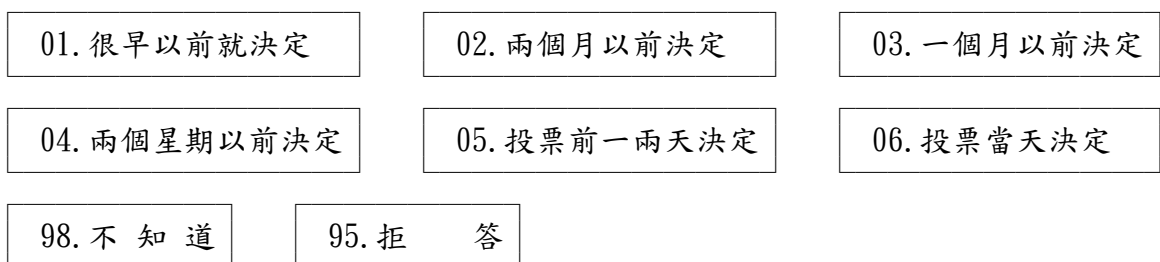 01.很早以前就決定 02.兩個月以前決定 03.一個月以前決定
04.兩個星期以前決定 05.投票前一兩天決定 06.投票當天決定
98.不 知 道 95.拒 答